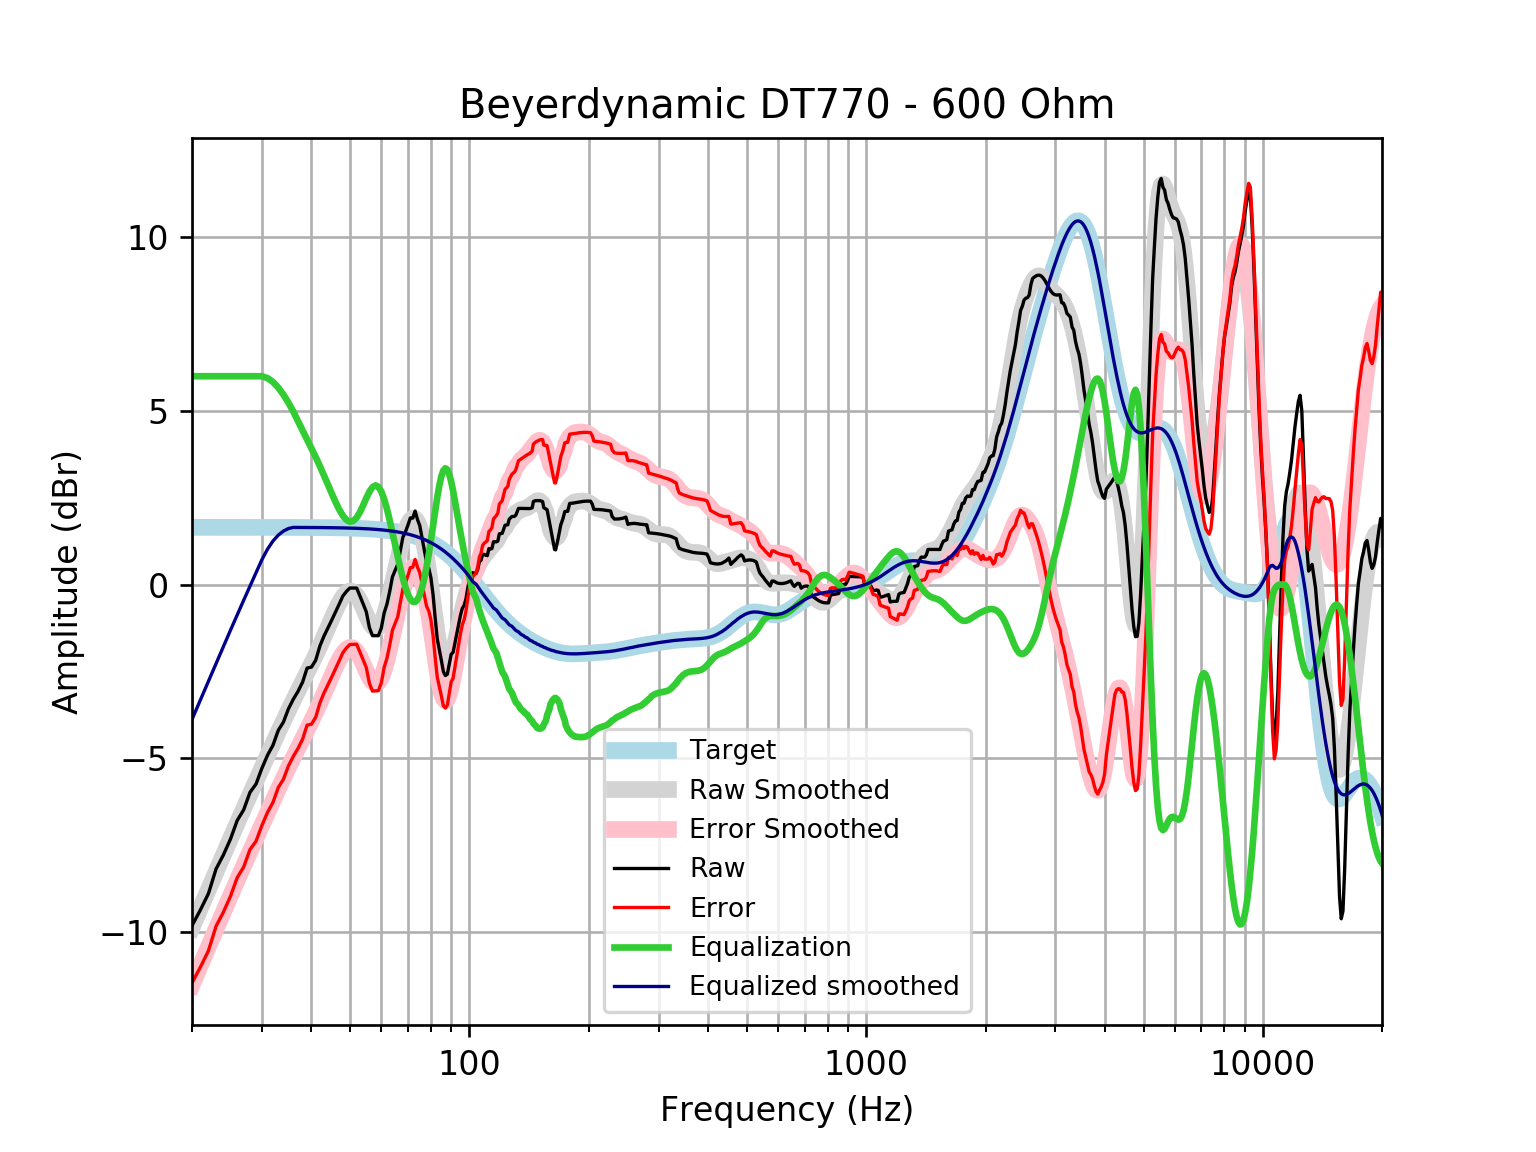 Beyerdynamic DT770 - 600 Ohm
10
5
0
−5
−10
Amplitude (dBr)
Target
Raw Smoothed
Error Smoothed
Raw
Error
Equalization
Equalized smoothed
100 1000 10000
Frequency (Hz)